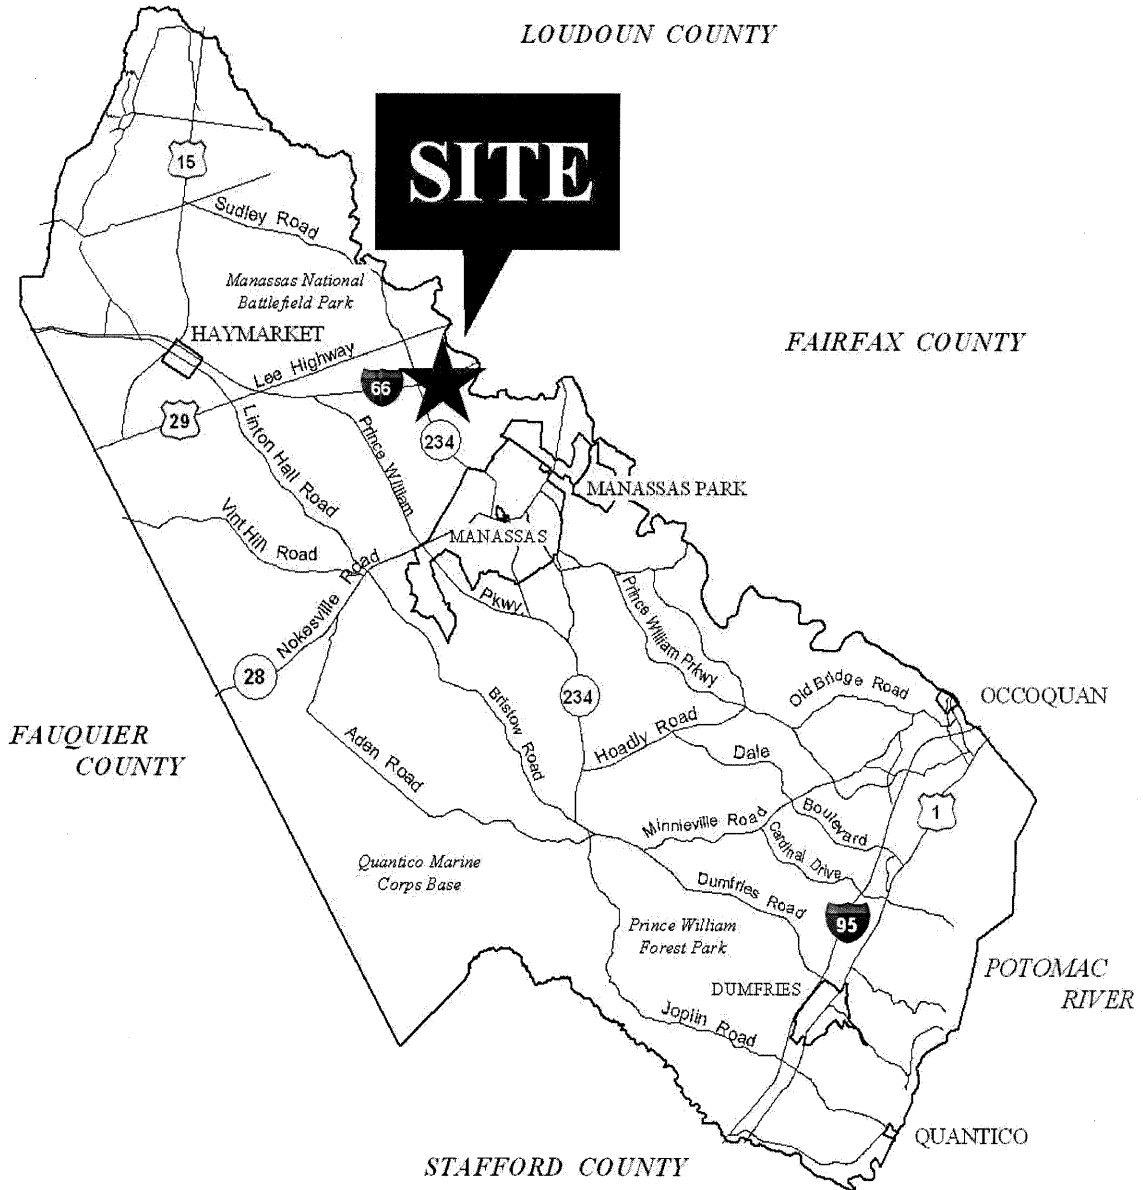 LOUDOUN COUNTY
SITE
15
Sudley Road
Manassas National
Battlefield Park
HAYMARKET
Lee Highway
FAIRFAX COUNTY
66
29
234
Linton Hall Road
Prince William
MANASSAS PARK
Vint Hill Road
MANASSAS
Nokesville Road
Pkwy.
Prince William Prkwy
28
234
Old Bridge Road
OCCOQUAN
Bristow Road
Hoadly Road
FAUQUIER
COUNTY
Aden Road
Dale
Boulevard
1
Minnieville Road
Cardinal Drive
Quantico Marine
Corps Base
Dumfries Road
95
Prince William
Forest Park
POTOMAC
RIVER
DUMFRIES
Joplin Road
QUANTICO
STAFFORD COUNTY